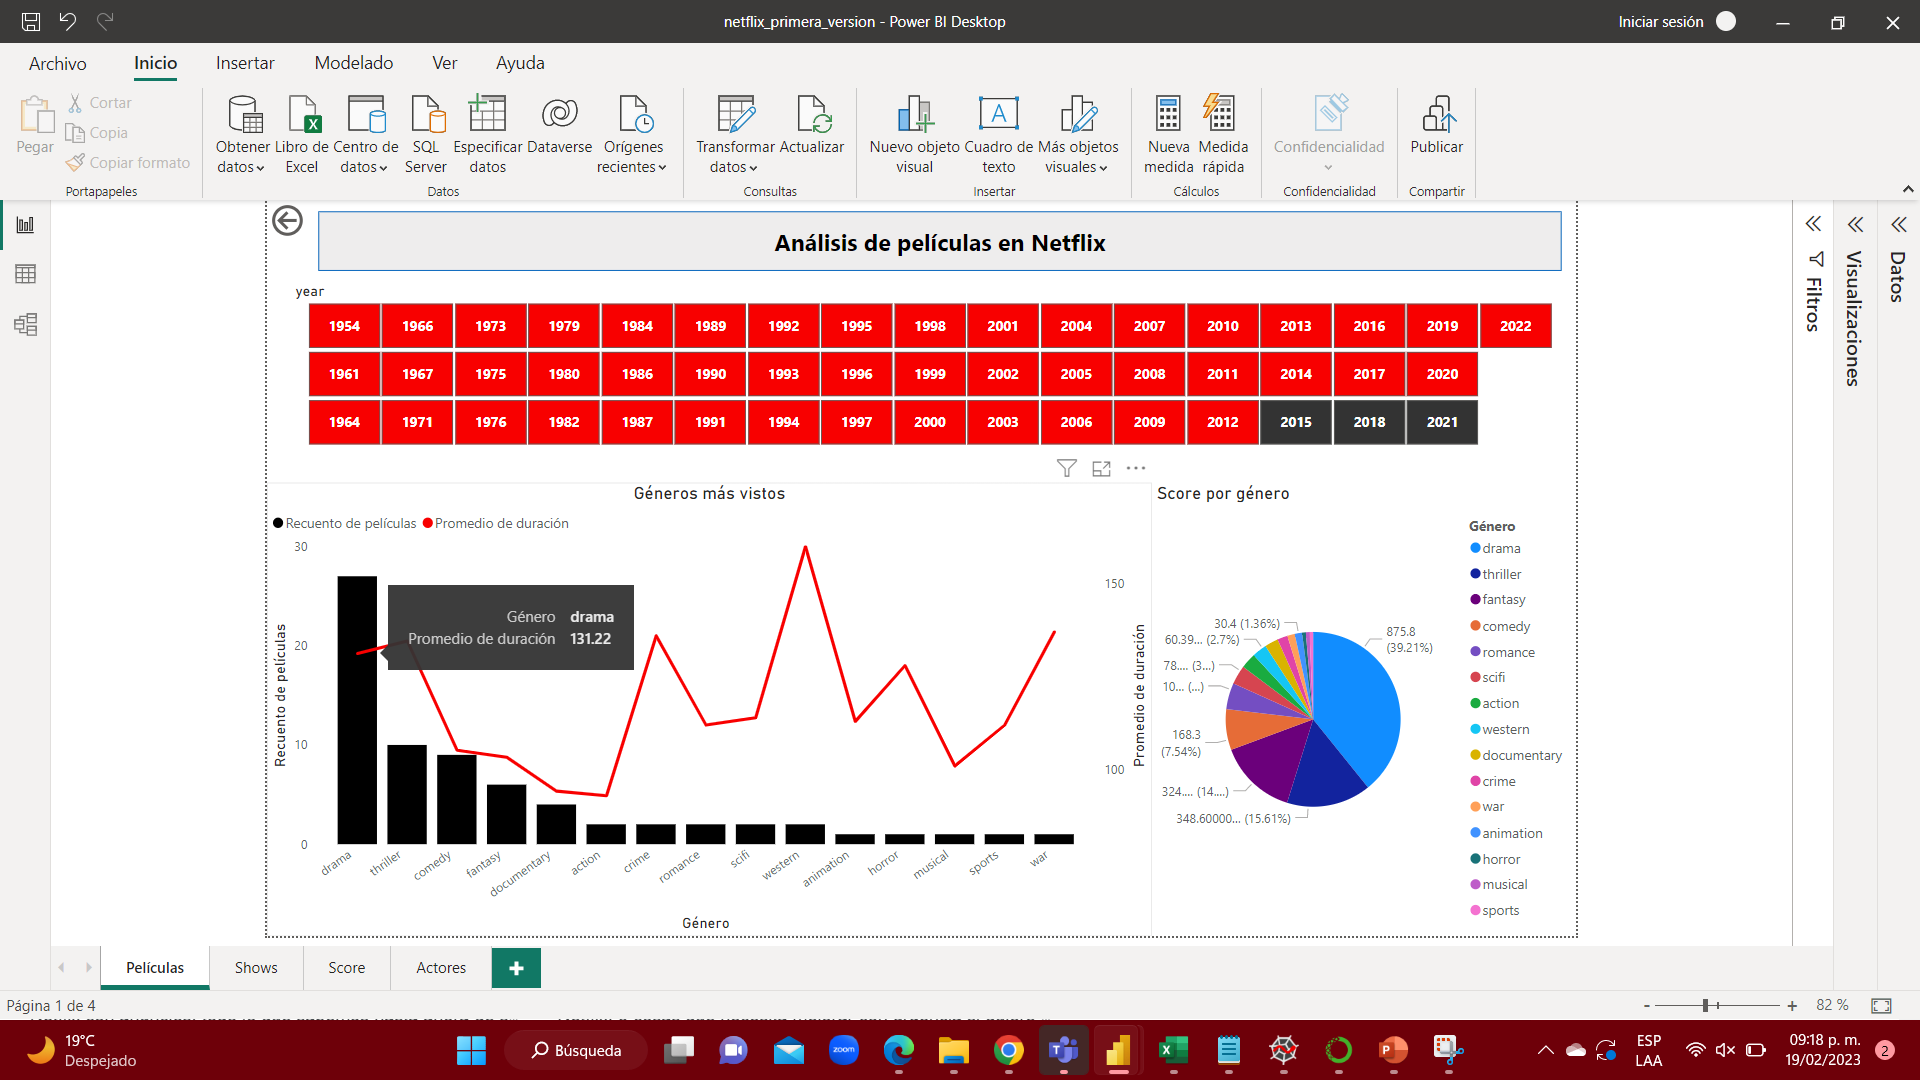 netflix_primera_version - Power BI Desktop
Iniciar sesión
Archivo
Inicio
Insertar
Modelado
Ver
Ayuda
Pegar
Cortar
Copia
Copiar formato
Portapapeles
Obtener datos
Libro de Excel
Centro de datos
SQL Server
Especificar datos
Dataverse
Orígenes recientes
Datos
Transformar datos
Actualizar
Consultas
Nuevo objeto visual
Cuadro de texto
Más objetos visuales
Insertar
Nueva medida
Medida rápida
Cálculos
Confidencialidad
Confidencialidad
Publicar
Compartir
Análisis de películas en Netflix
year
1954 1966 1973 1979 1984 1989 1992 1995 1998 2001 2004 2007 2010 2013 2016 2019 2022
1961 1967 1975 1980 1986 1990 1993 1996 1999 2002 2005 2008 2011 2014 2017 2020
1964 1971 1976 1982 1987 1991 1994 1997 2000 2003 2006 2009 2012 2015 2018 2021
Géneros más vistos
Recuento de películas Promedio de duración
30
20
10
0
Recuento de películas
Género drama
Promedio de duración 131.22
150
100
Promedio de duración
drama
thriller
comedy
fantasy
documentary
action
crime
romance
scifi
western
animation
horror
musical
sports
war
Género
Score por género
30.4 (1.36%)
60.39... (2.7%)
78.... (3...)
10... (...)
168.3
(7.54%)
324.... (14....)
348.60000... (15.61%)
875.8
(39.21%)
Género
drama
thriller
fantasy
comedy
romance
scifi
action
western
documentary
crime
war
animation
horror
musical
sports
Filtros
Visualizaciones
Datos
Películas
Shows
Score
Actores
Página 1 de 4
82 %
19°C
Despejado
Búsqueda
zoom
ESP
LAA
09:18 p. m.
19/02/2023
2